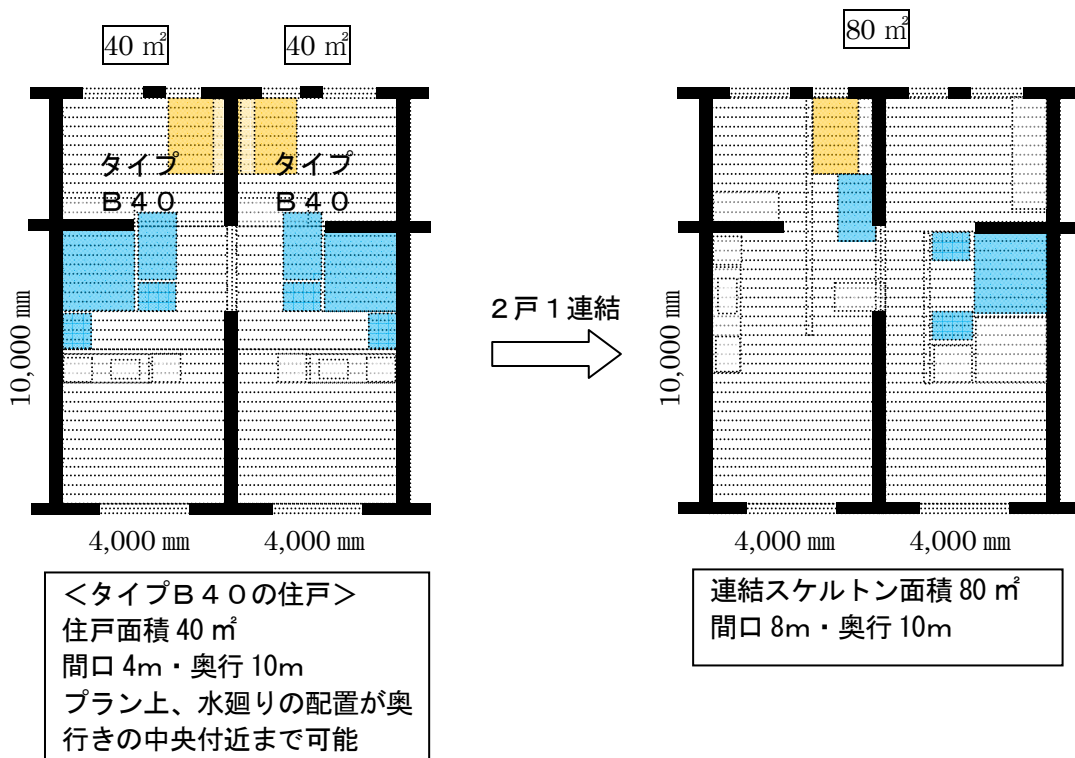 40 ㎡
40 ㎡
80 ㎡
タイプ
Ｂ４０
タイプ
Ｂ４０
10,000 ㎜
２戸１連結
10,000 ㎜
4,000 ㎜
4,000 ㎜
4,000 ㎜
4,000 ㎜
＜タイプＢ４０の住戸＞
住戸面積 40 ㎡
間口 4ｍ・奥行 10ｍ
プラン上、水廻りの配置が奥
行きの中央付近まで可能
連結スケルトン面積 80 ㎡
間口 8ｍ・奥行 10ｍ